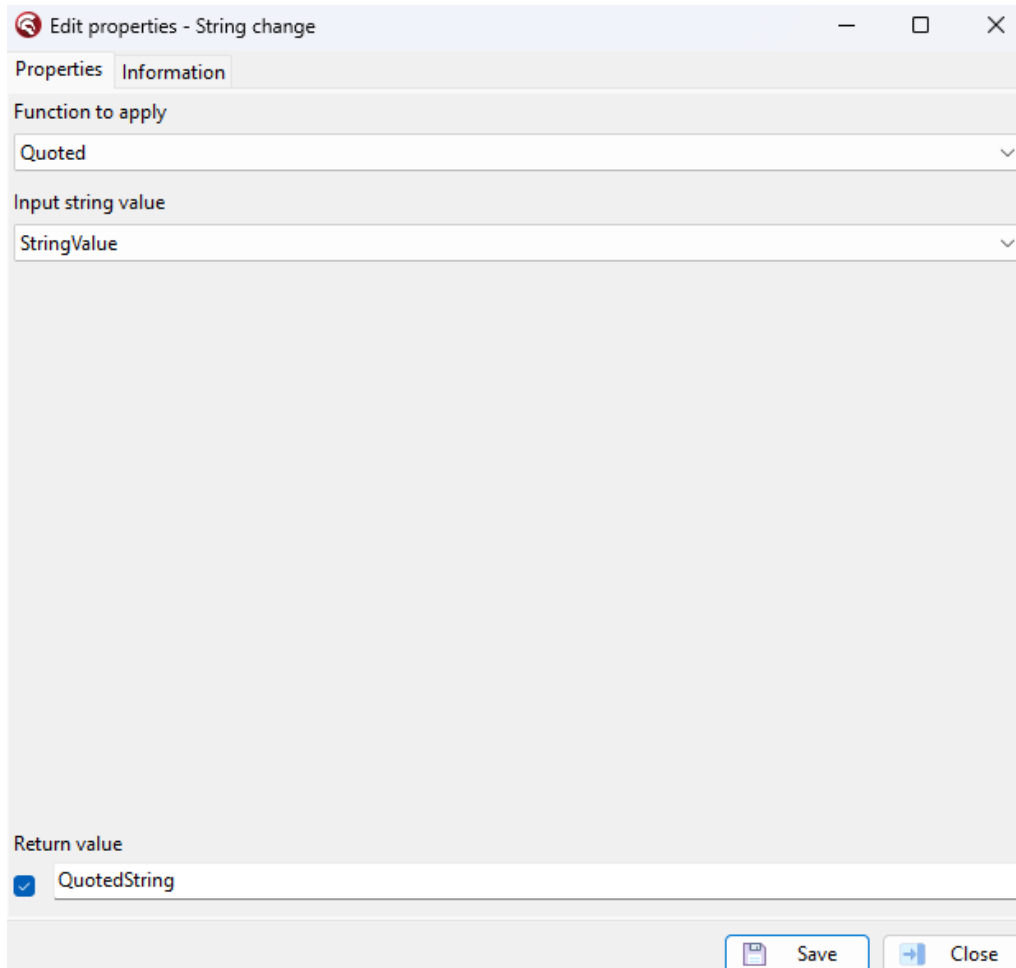 Edit properties - String change
Properties Information
Function to apply
Quoted
Input string value
StringValue
Return value
QuotedString
Save Close